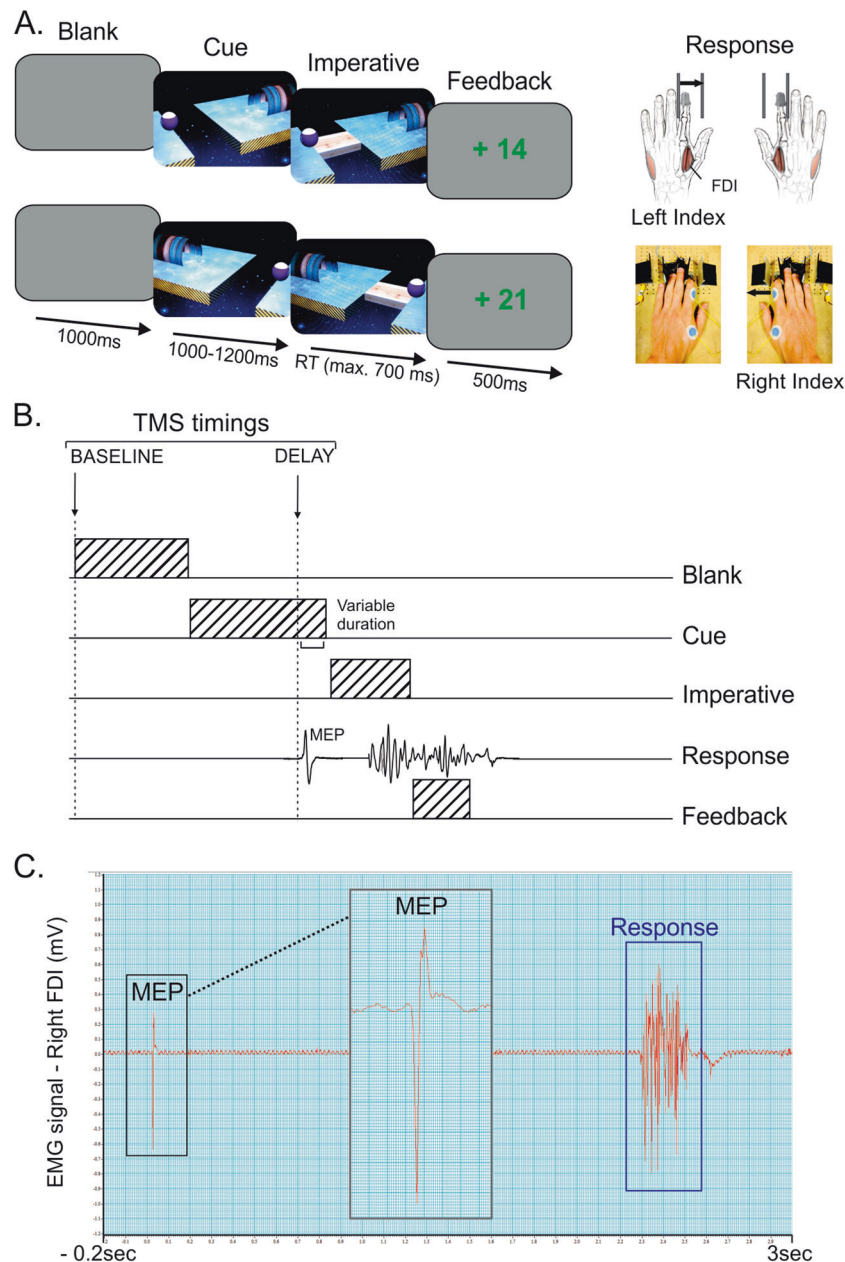 A.
Blank
Cue
Imperative
Feedback
+ 14
+ 21
1000ms
1000-1200ms
RT (max. 700 ms)
500ms
Response
FDI
Left Index
Right Index
B.
TMS timings
BASELINE
DELAY
Blank
Variable
duration
Cue
Imperative
MEP
Response
Feedback
C.
EMG signal - Right FDI (mV)
MEP
MEP
Response
- 0.2sec
3sec